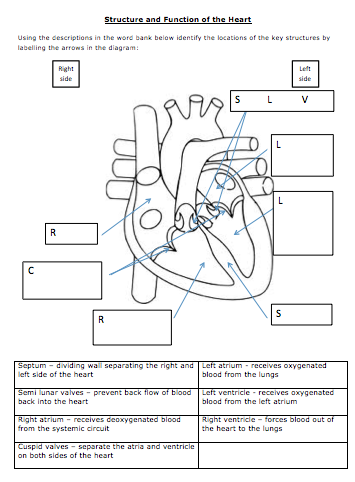 Structure and Function of the Heart
Using the descriptions in the word bank below identify the locations of the key structures by
labelling the arrows in the diagram:
Right
side
Left
side
S L V
L
L
R
C
R
S
Septum – dividing wall separating the right and
left side of the heart
Left atrium - receives oxygenated
blood from the lungs
Semi lunar valves – prevent back flow of blood
back into the heart
Left ventricle - receives oxygenated
blood from the left atrium
Right atrium – receives deoxygenated blood
from the systemic circuit
Right ventricle – forces blood out of
the heart to the lungs
Cuspid valves – separate the atria and ventricle
on both sides of the heart